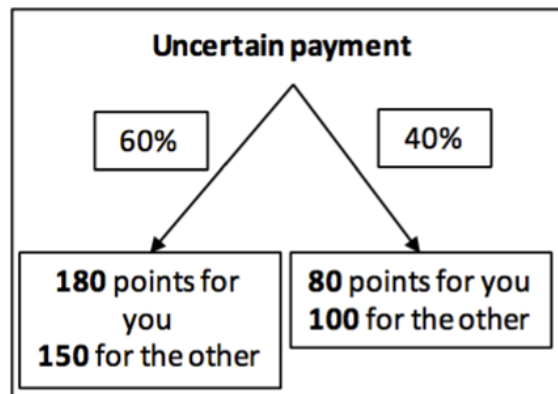 Uncertain payment
60%
40%
180 points for
you
150 for the other
80 points for you
100 for the other